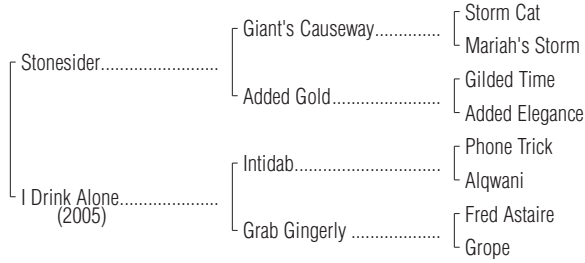 Storm Cat
Giant's Causeway..............
Mariah's Storm
Stonesider.........................
Gilded Time
Added Gold.......................
Added Elegance
Phone Trick
Intidab...............................
Alqwani
I Drink Alone.....................
(2005)
Fred Astaire
Grab Gingerly ...................
Grope